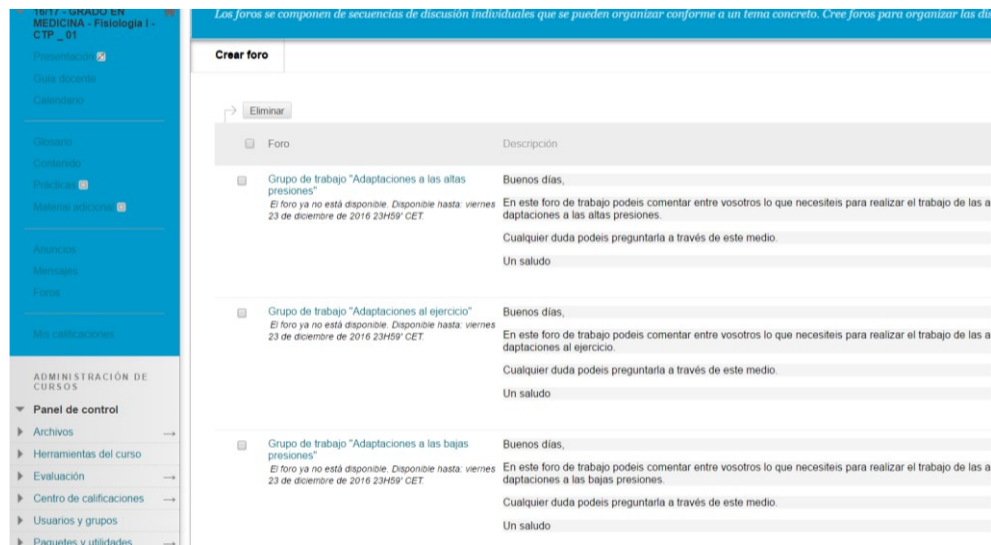 16/17 - GRADO EN
MEDICINA - Fisiología I -
CTP _ 01
Presentación
Guía docente
Calendario
Glosario
Contenido
Prácticas
Material adicional
Anuncios
Mensajes
Foros
Mis calificaciones
ADMINISTRACIÓN DE
CURSOS
Panel de control
Archivos
Herramientas del curso
Evaluación
Centro de calificaciones
Usuarios y grupos
Paquetes y utilidades
Los foros se componen de secuencias de discusión individuales que se pueden organizar conforme a un tema concreto. Cree foros para organizar las dis
Crear foro
Eliminar
Foro
Descripción
Grupo de trabajo "Adaptaciones a las altas
presiones"
El foro ya no está disponible. Disponible hasta: viernes
23 de diciembre de 2016 23H59' CET.
Buenos días,
En este foro de trabajo podeis comentar entre vosotros lo que necesiteis para realizar el trabajo de las a
daptaciones a las altas presiones.
Cualquier duda podeis preguntarla a través de este medio.
Un saludo
Grupo de trabajo "Adaptaciones al ejercicio"
El foro ya no está disponible. Disponible hasta: viernes
23 de diciembre de 2016 23H59' CET.
Buenos días,
En este foro de trabajo podeis comentar entre vosotros lo que necesiteis para realizar el trabajo de las a
daptaciones al ejercicio.
Cualquier duda podeis preguntarla a través de este medio.
Un saludo
Grupo de trabajo "Adaptaciones a las bajas
presiones"
El foro ya no está disponible. Disponible hasta: viernes
23 de diciembre de 2016 23H59' CET.
Buenos días,
En este foro de trabajo podeis comentar entre vosotros lo que necesiteis para realizar el trabajo de las a
daptaciones a las bajas presiones.
Cualquier duda podeis preguntarla a través de este medio.
Un saludo